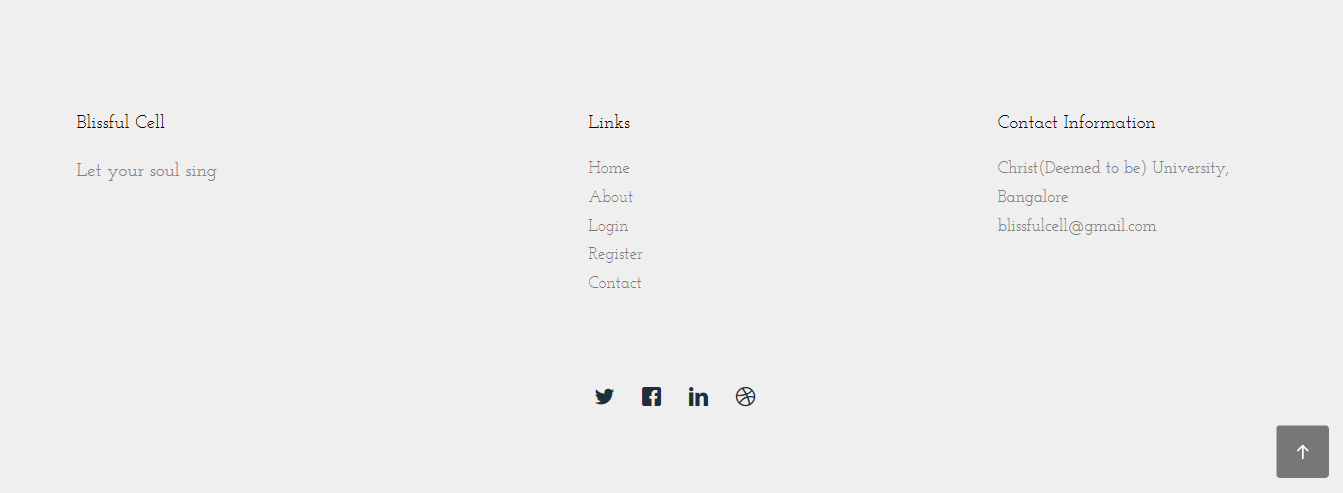 Blissful Cell
Let your soul sing
Links
Home
About
Login
Register
Contact
Contact Information
Christ(Deemed to be) University,
Bangalore
blissfulcell@gmail.com